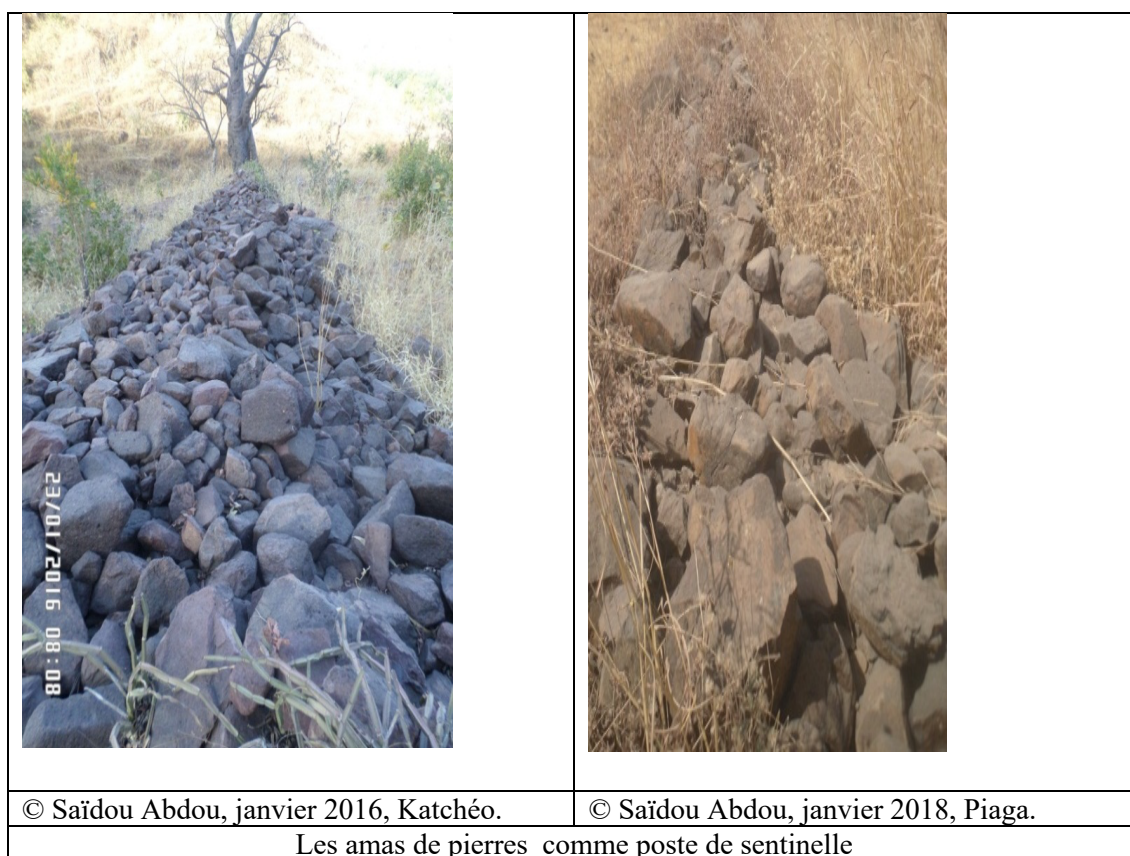 23/01/2016 08:08
© Saïdou Abdou, janvier 2016, Katchéo.
© Saïdou Abdou, janvier 2018, Piaga.
Les amas de pierres comme poste de sentinelle